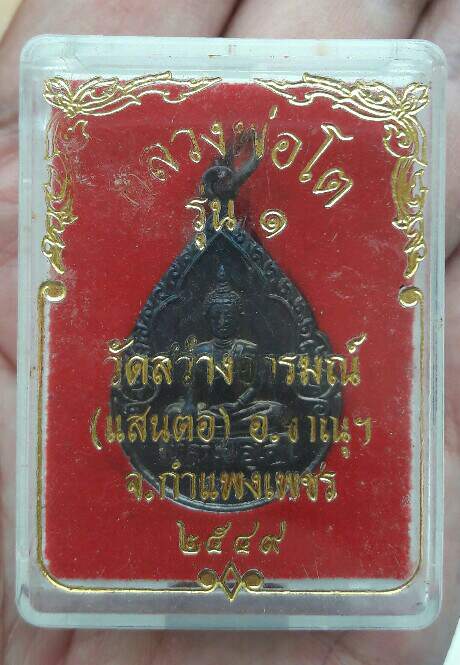 หลวงพ่อโต
รุ่น ๑
วัดสว่างอารมณ์
(แสนตอ) อ.ขาณุฯ
จ.กำแพงเพชร
๒๕๔๙